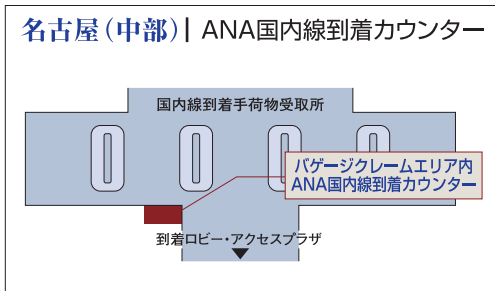 名古屋（中部）| ANA国内線到着カウンター
国内線到着手荷物受取所
バゲージクレームエリア内
ANA国内線到着カウンター
到着ロビー・アクセスプラザ